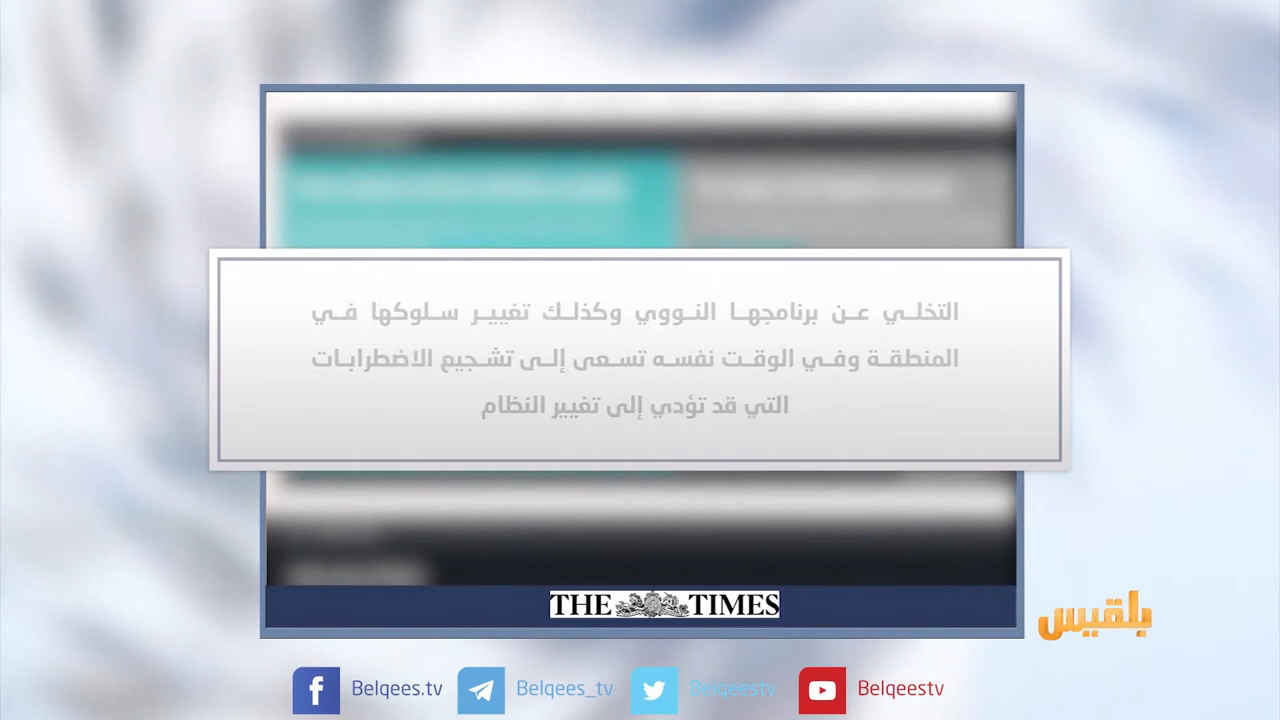 التخلي عن برنامجها النووي وكذلك تغيير سلوكها في
المنطقة وفي الوقت نفسه تسعى إلى تشجيع الاضطرابات
التي قد تؤدي إلى تغيير النظام
THE TIMES
بلقيس
Belqees.tv
Belqees_tv
Belqeestv
Belqeestv